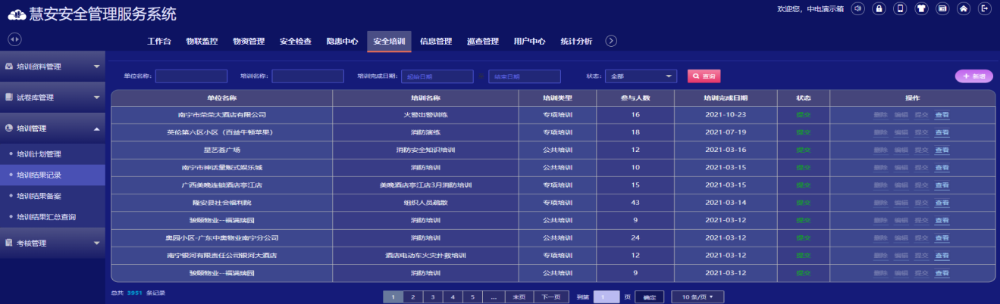 慧安安全管理服务系统
欢迎您，中电演示箱
工作台 物联监控 物资管理 安全检查 隐患中心 安全培训 信息管理 巡查管理 用户中心 统计分析
培训资料管理
试卷库管理
培训管理
培训计划管理
培训结果记录
培训结果备案
培训结果汇总查询
考核管理
单位名称： 培训名称： 培训完成日期： 起始日期 至 结束日期 状态： 全部 查询 + 新增
单位名称 培训名称 培训类型 参与人数 培训完成日期 状态 操作
南宁市荣荣大酒店有限公司 火警出警训练 专项培训 16 2021-10-23 提交 删除 编辑 提交 查看
英伦第六区小区（百益牛顿苹果） 消防演练 专项培训 18 2021-07-19 提交 删除 编辑 提交 查看
星艺荟广场 消防安全知识培训 公共培训 12 2021-03-16 提交 删除 编辑 提交 查看
南宁市神话量贩式娱乐城 消防培训 公共培训 10 2021-03-15 提交 删除 编辑 提交 查看
广西美晚连锁酒店亭江店 美晚酒店亭江店3月消防培训 专项培训 15 2021-03-15 提交 删除 编辑 提交 查看
隆安县社会福利院 组织人员疏散 专项培训 43 2021-03-14 提交 删除 编辑 提交 查看
骏颐物业--福满瑞园 消防培训 公共培训 9 2021-03-12 提交 删除 编辑 提交 查看
奥园小区-广东中奥物业南宁分公司 消防培训 公共培训 24 2021-03-12 提交 删除 编辑 提交 查看
南宁银河有限责任公司银河大酒店 酒店电动车火灾扑救培训 专项培训 12 2021-03-12 提交 删除 编辑 提交 查看
骏颐物业--福满瑞园 消防培训 公共培训 9 2021-03-12 提交 删除 编辑 提交 查看
总共 3951 条记录 1 2 3 4 5 ... 末页 下一页 到第 1 页 确定 10 条/页